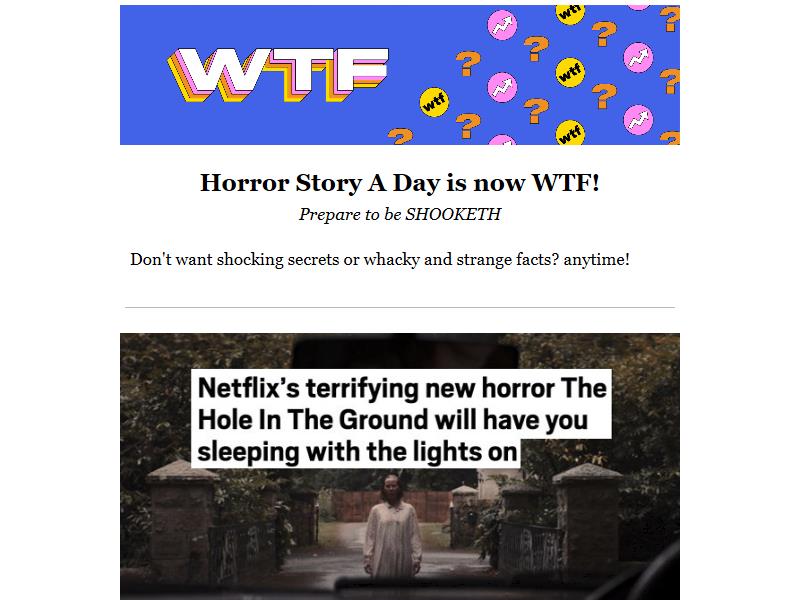 WTF
wtf
wtf
wtf
wtf
Horror Story A Day is now WTF!
Prepare to be SHOOKETH
Don't want shocking secrets or whacky and strange facts? anytime!
Netflix's terrifying new horror The
Hole In The Ground will have you
sleeping with the lights on